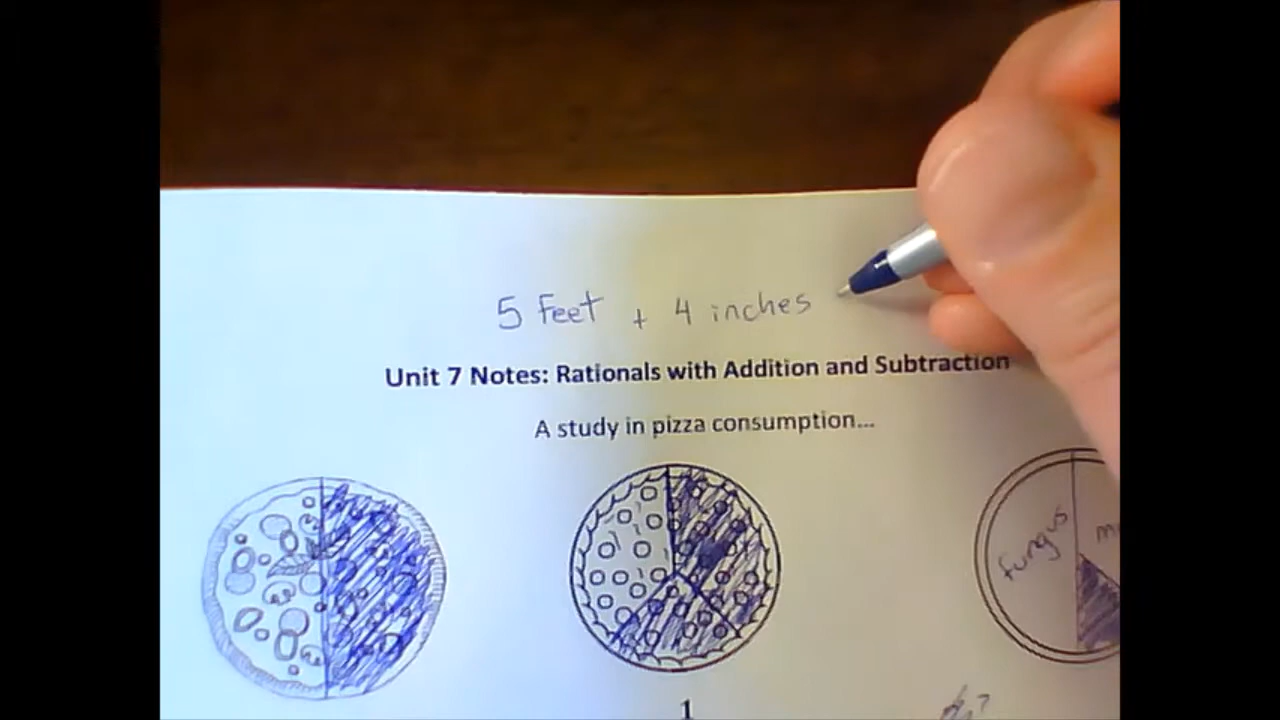 5 Feet + 4 inches
Unit 7 Notes: Rationals with Addition and Subtraction
A study in pizza consumption...
fungus
1